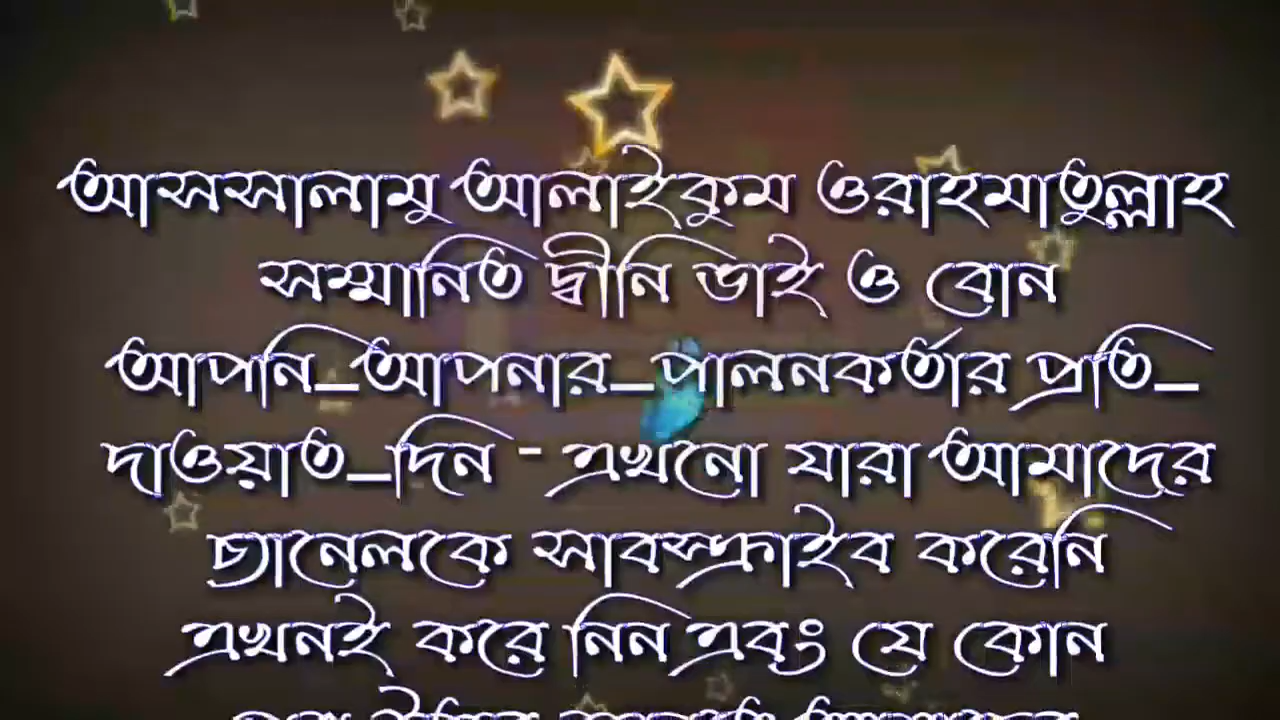 আসসালামু আলাইকুম ওরাহমাতুল্লাহ
সম্মানিত দ্বীনি ভাই ও বোন
আপনি_আপনার_পালনকর্তার প্রতি_
দাওয়াত_দিন - এখনো যারা আমাদের
চ্যানেলকে সাবস্ক্রাইব করেনি
এখনই করে নিন এবং যে কোন